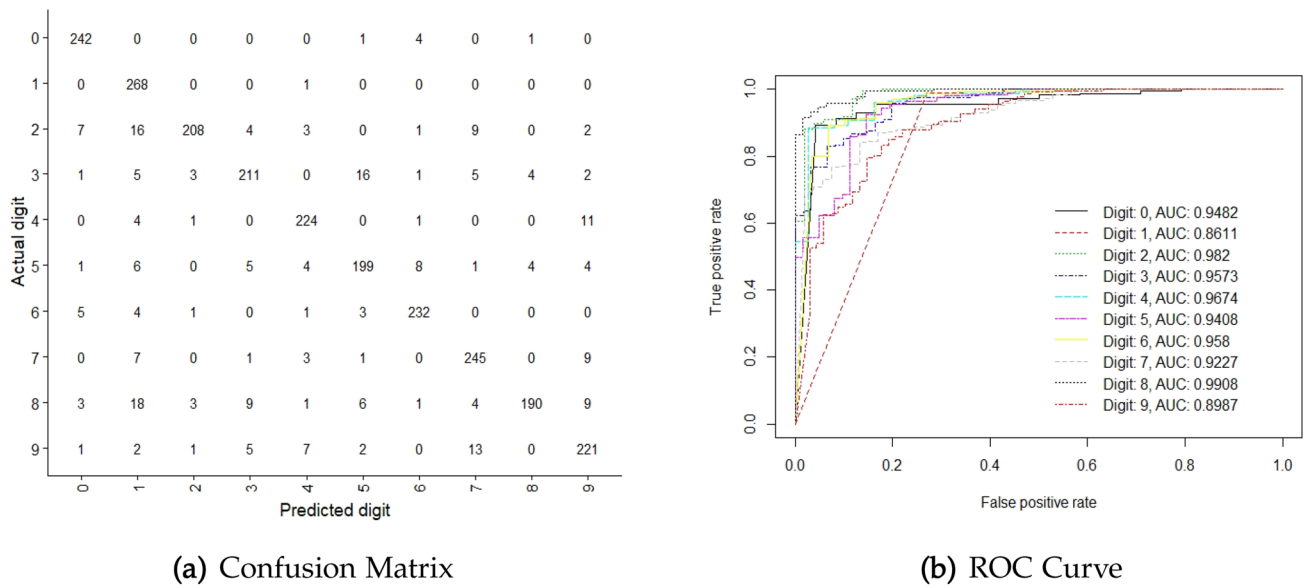 0 242 0 0 0 0 1 4 0 1 0
1 0 268 0 0 1 0 0 0 0 0
2 7 16 208 4 3 0 1 9 0 2
3 1 5 3 211 0 16 1 5 4 2
4 0 4 1 0 224 0 1 0 0 11
5 1 6 0 5 4 199 8 1 4 4
6 5 4 1 0 1 3 232 0 0 0
7 0 7 0 1 3 1 0 245 0 9
8 3 18 3 9 1 6 1 4 190 9
9 1 2 1 5 7 2 0 13 0 221
0 1 2 3 4 5 6 7 8 9
Actual digit
Predicted digit
(a) Confusion Matrix
1.0
0.8
0.6
0.4
0.2
0.0
True positive rate
Digit: 0, AUC: 0.9482
Digit: 1, AUC: 0.8611
Digit: 2, AUC: 0.982
Digit: 3, AUC: 0.9573
Digit: 4, AUC: 0.9674
Digit: 5, AUC: 0.9408
Digit: 6, AUC: 0.958
Digit: 7, AUC: 0.9227
Digit: 8, AUC: 0.9908
Digit: 9, AUC: 0.8987
0.0 0.2 0.4 0.6 0.8 1.0
False positive rate
(b) ROC Curve